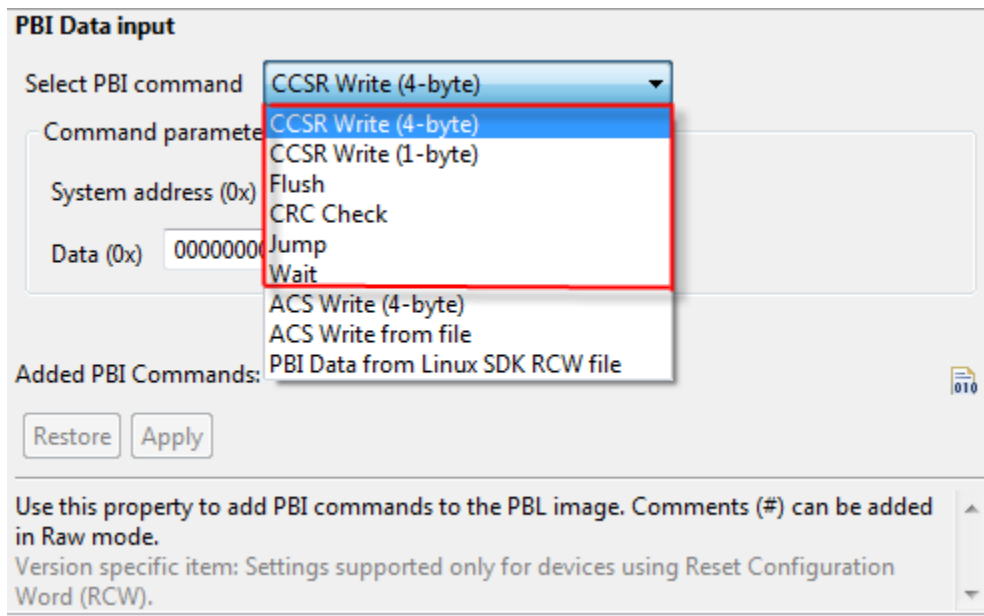 PBI Data input
Select PBI command CCSR Write (4-byte)
Command paramete CCSR Write (4-byte)
CCSR Write (1-byte)
System address (0x) Flush
CRC Check
Data (0x) 00000000 Jump
Wait
ACS Write (4-byte)
ACS Write from file
PBI Data from Linux SDK RCW file
Added PBI Commands:
010
Restore Apply
Use this property to add PBI commands to the PBL image. Comments (#) can be added
in Raw mode.
Version specific item: Settings supported only for devices using Reset Configuration
Word (RCW).